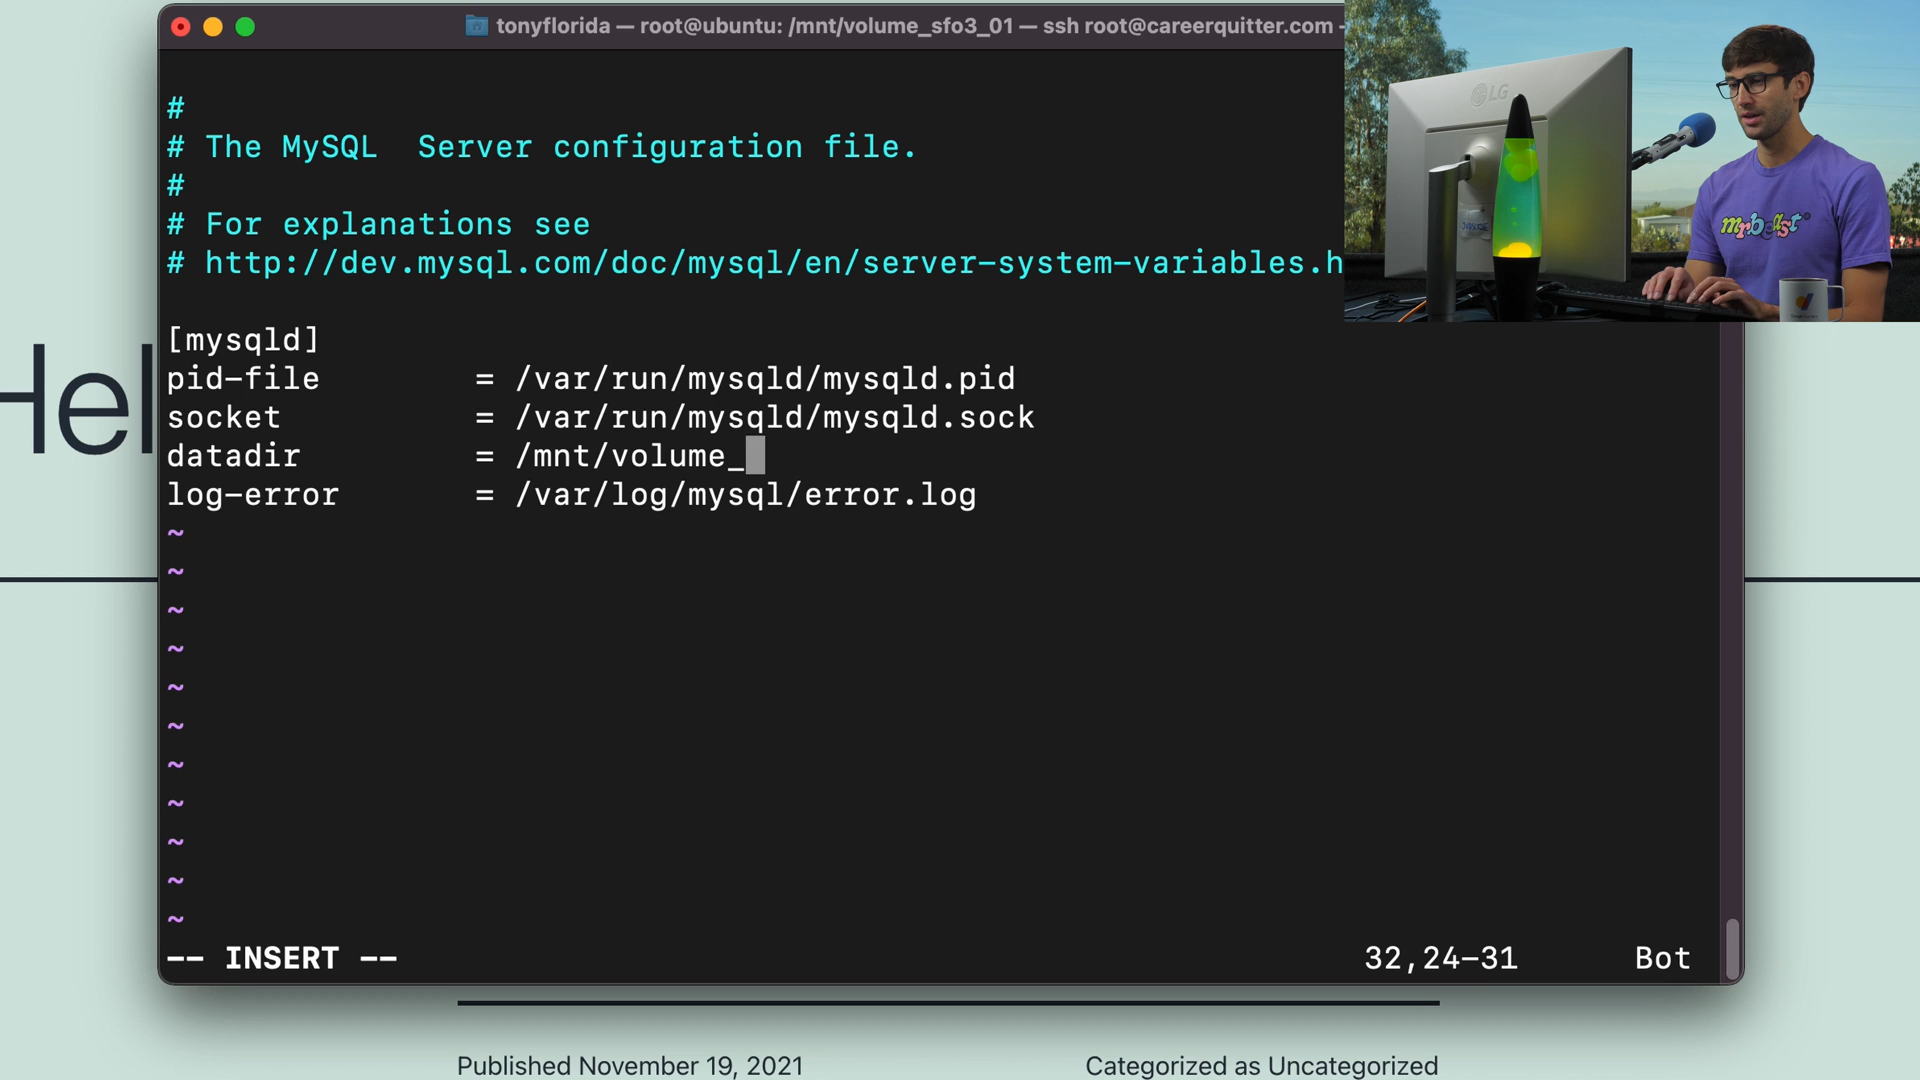 tonyflorida — root@ubuntu: /mnt/volume_sfo3_01 — ssh root@careerquitter.com -
#
# The MySQL  Server configuration file.
#
# For explanations see
# http://dev.mysql.com/doc/mysql/en/server-system-variables.h
[mysqld]
pid-file        = /var/run/mysqld/mysqld.pid
socket          = /var/run/mysqld/mysqld.sock
datadir         = /mnt/volume_
log-error       = /var/log/mysql/error.log
~
~
~
~
~
~
~
~
~
~
~
-- INSERT --    32,24-31    Bot
Hel
Published November 19, 2021
Categorized as Uncategorized
LG
mrbeast